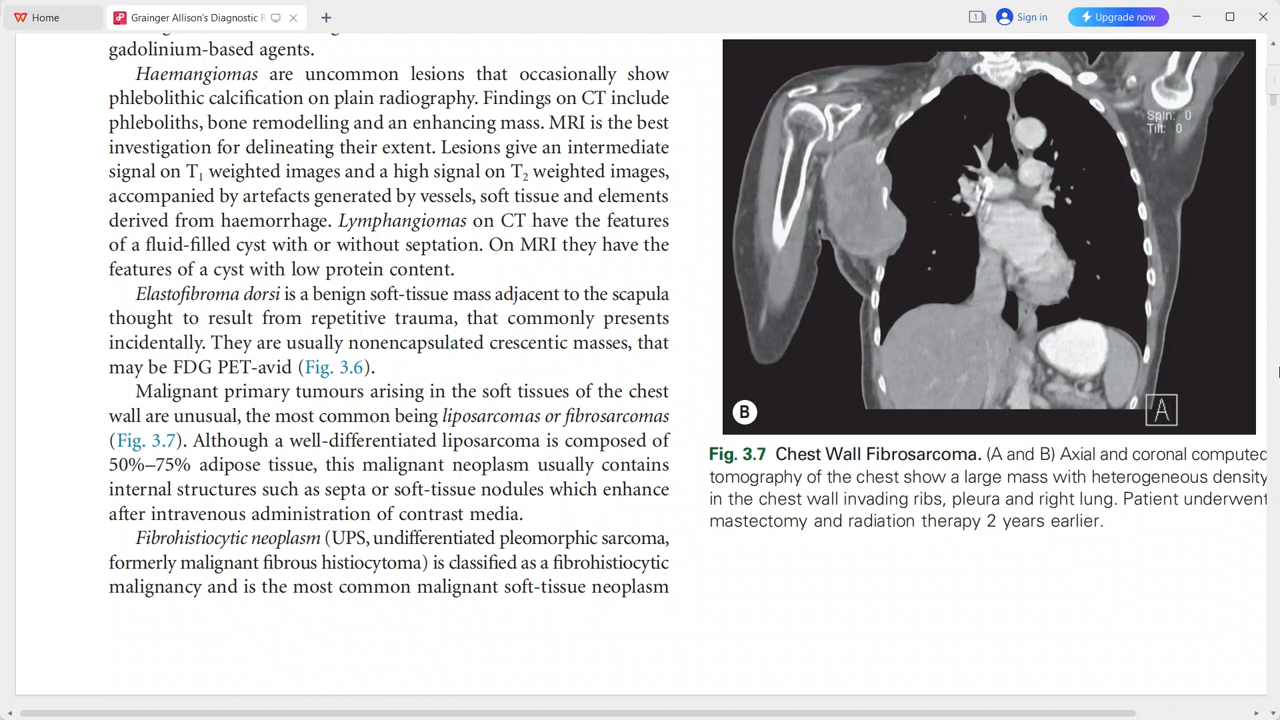 Home
Grainger Allison's Diagnostic R
Sign in
Upgrade now
gadolinium-based agents.
Haemangiomas are uncommon lesions that occasionally show
phlebolithic calcification on plain radiography. Findings on CT include
phleboliths, bone remodelling and an enhancing mass. MRI is the best
investigation for delineating their extent. Lesions give an intermediate
signal on T1 weighted images and a high signal on T2 weighted images,
accompanied by artefacts generated by vessels, soft tissue and elements
derived from haemorrhage. Lymphangiomas on CT have the features
of a fluid-filled cyst with or without septation. On MRI they have the
features of a cyst with low protein content.
Elastofibroma dorsi is a benign soft-tissue mass adjacent to the scapula
thought to result from repetitive trauma, that commonly presents
incidentally. They are usually nonencapsulated crescentic masses, that
may be FDG PET-avid (Fig. 3.6).
Malignant primary tumours arising in the soft tissues of the chest
wall are unusual, the most common being liposarcomas or fibrosarcomas
(Fig. 3.7). Although a well-differentiated liposarcoma is composed of
50%–75% adipose tissue, this malignant neoplasm usually contains
internal structures such as septa or soft-tissue nodules which enhance
after intravenous administration of contrast media.
Fibrohistiocytic neoplasm (UPS, undifferentiated pleomorphic sarcoma,
formerly malignant fibrous histiocytoma) is classified as a fibrohistiocytic
malignancy and is the most common malignant soft-tissue neoplasm
Spin: 0
Tilt: 0
B
A
Fig. 3.7 Chest Wall Fibrosarcoma. (A and B) Axial and coronal computed
tomography of the chest show a large mass with heterogeneous density
in the chest wall invading ribs, pleura and right lung. Patient underwent
mastectomy and radiation therapy 2 years earlier.